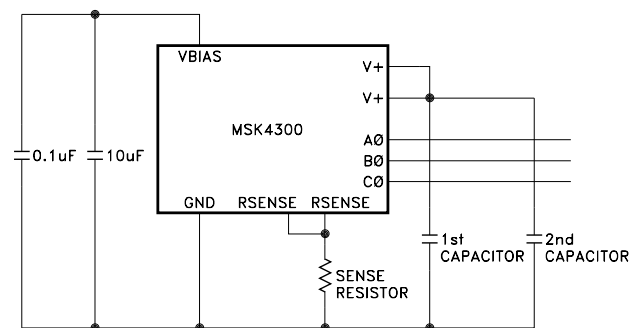 VBIAS
V+
V+
MSK4300
AØ
BØ
CØ
0.1uF
10uF
GND
RSENSE
RSENSE
1st
CAPACITOR
2nd
CAPACITOR
SENSE
RESISTOR